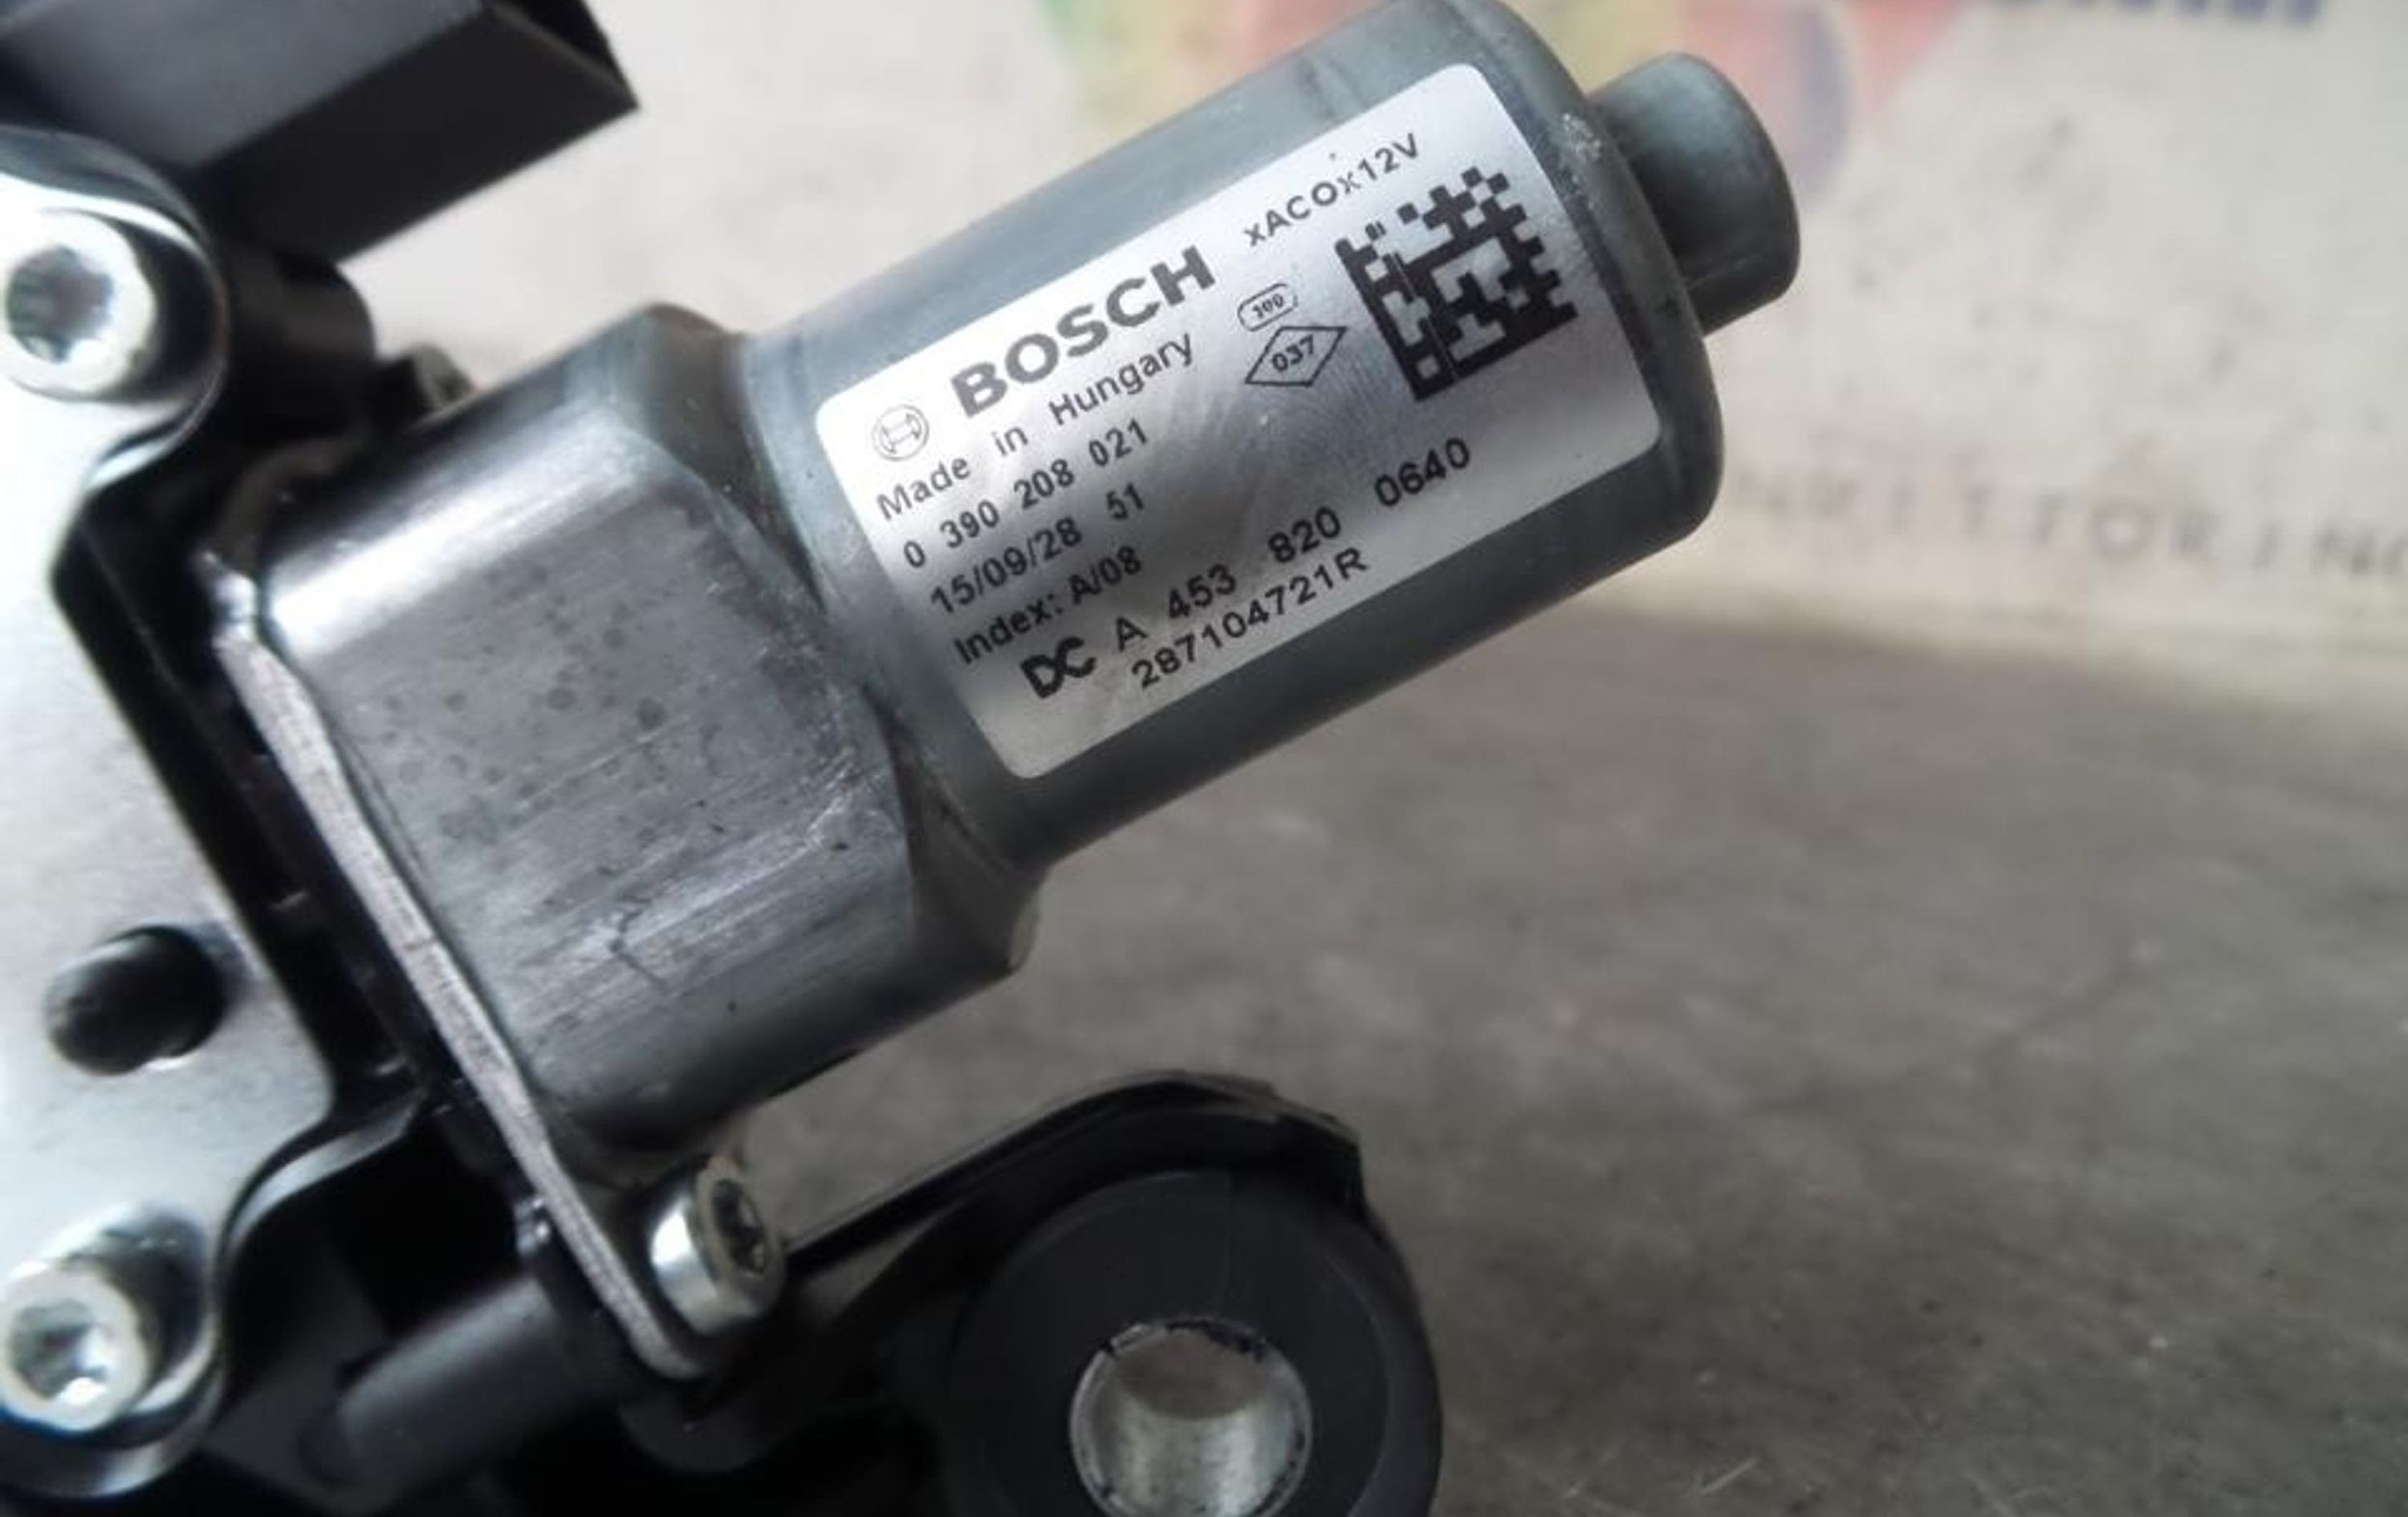 BOSCH xACOx12V
Made in Hungary
100
037
0 390 208 021
15/09/28 51
Index: A/08
DC A 453 820 0640
287104721R